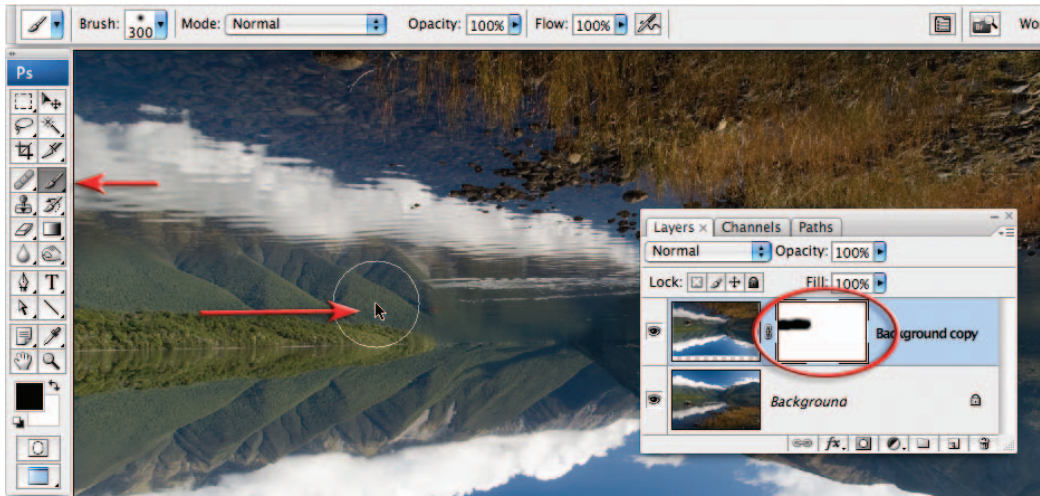 Brush: 300 Mode: Normal Opacity: 100% Flow: 100% Wo
Ps
T
Layers × Channels Paths
Normal Opacity: 100%
Lock: Fill: 100%
Background copy
Background
fx.